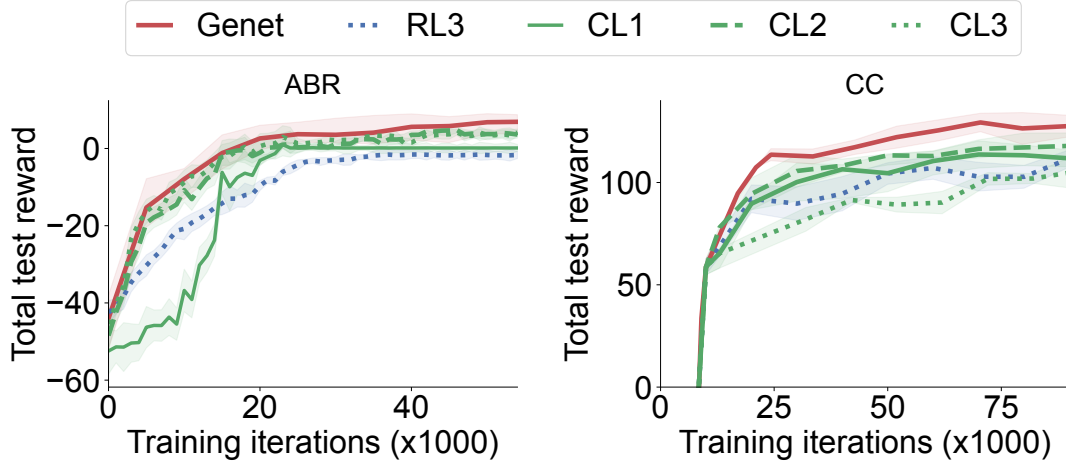 Genet RL3 CL1 CL2 CL3
ABR
Total test reward
0
−20
−40
−60
0 20 40
Training iterations (x1000)
CC
Total test reward
100
50
0
0 25 50 75
Training iterations (x1000)